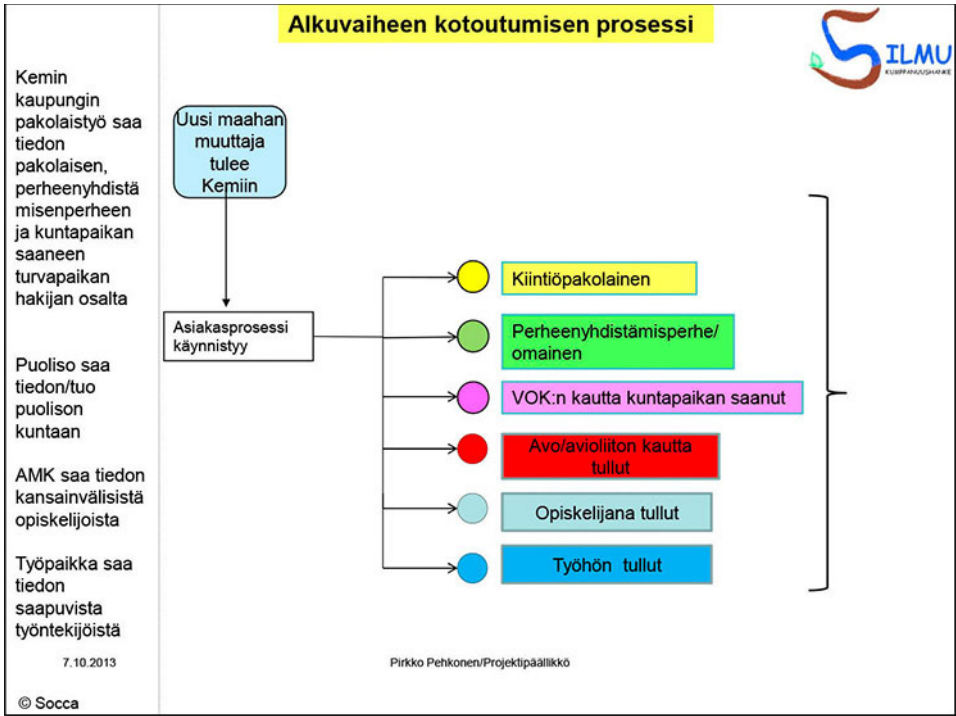 Alkuvaiheen kotoutumisen prosessi
SILMU
KUMPPANUUSHANKE
Kemin
kaupungin
pakolaistyö saa
tiedon
pakolaisen,
perheenyhdistä
misenperheen
ja kuntapaikan
saaneen
turvapaikan
hakijan osalta
Puoliso saa
tiedon/tuo
puolison
kuntaan
AMK saa tiedon
kansainvälisistä
opiskelijoista
Työpaikka saa
tiedon
saapuvista
työntekijöistä
Uusi maahan
muuttaja
tulee
Kemiin
Asiakasprosessi
käynnistyy
Kiintiöpakolainen
Perheenyhdistämisperhe/
omainen
VOK:n kautta kuntapaikan saanut
Avo/avioliiton kautta
tullut
Opiskelijana tullut
Työhön tullut
7.10.2013
Pirkko Pehkonen/Projektipäällikkö
© Socca